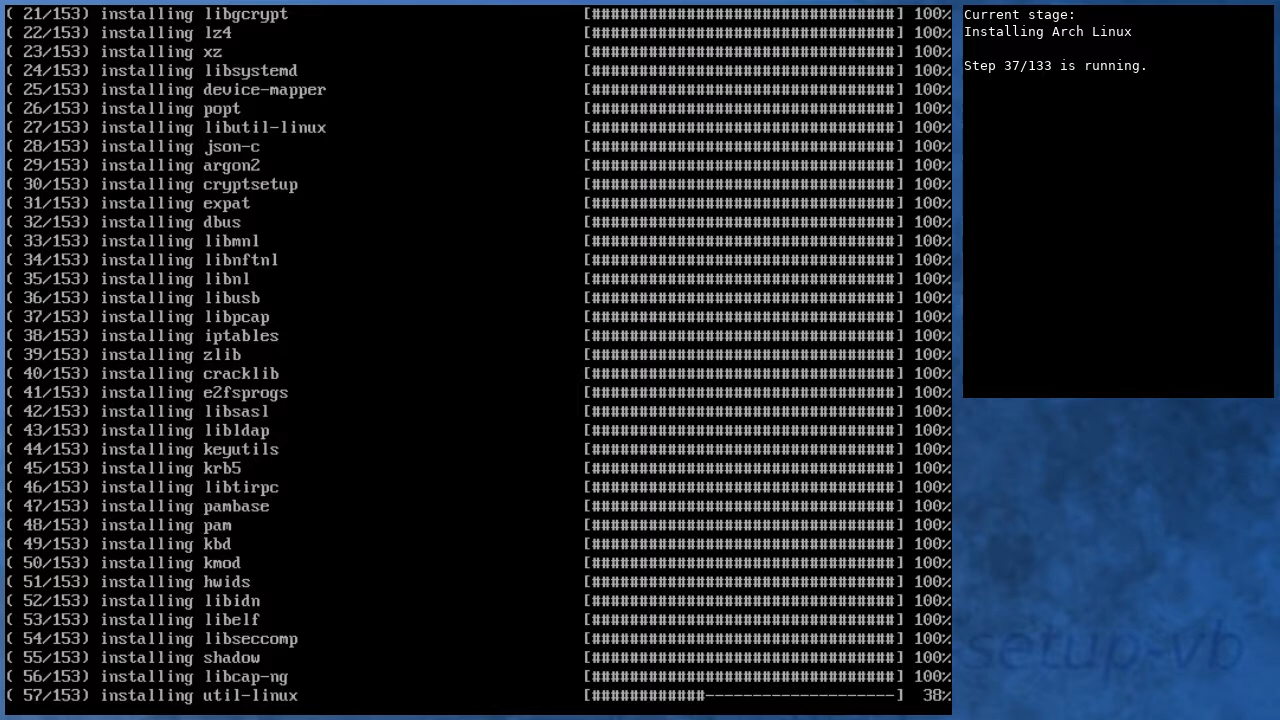 ( 21/153) installing libgcrypt [################################] 100%
( 22/153) installing lz4 [################################] 100%
( 23/153) installing xz [################################] 100%
( 24/153) installing libsystemd [################################] 100%
( 25/153) installing device-mapper [################################] 100%
( 26/153) installing popt [################################] 100%
( 27/153) installing libutil-linux [################################] 100%
( 28/153) installing json-c [################################] 100%
( 29/153) installing argon2 [################################] 100%
( 30/153) installing cryptsetup [################################] 100%
( 31/153) installing expat [################################] 100%
( 32/153) installing dbus [################################] 100%
( 33/153) installing libmnl [################################] 100%
( 34/153) installing libnftnl [################################] 100%
( 35/153) installing libnl [################################] 100%
( 36/153) installing libusb [################################] 100%
( 37/153) installing libpcap [################################] 100%
( 38/153) installing iptables [################################] 100%
( 39/153) installing zlib [################################] 100%
( 40/153) installing cracklib [################################] 100%
( 41/153) installing e2fsprogs [################################] 100%
( 42/153) installing libsasl [################################] 100%
( 43/153) installing libldap [################################] 100%
( 44/153) installing keyutils [################################] 100%
( 45/153) installing krb5 [################################] 100%
( 46/153) installing libtirpc [################################] 100%
( 47/153) installing pambase [################################] 100%
( 48/153) installing pam [################################] 100%
( 49/153) installing kbd [################################] 100%
( 50/153) installing kmod [################################] 100%
( 51/153) installing hwids [################################] 100%
( 52/153) installing libidn [################################] 100%
( 53/153) installing libelf [################################] 100%
( 54/153) installing libseccomp [################################] 100%
( 55/153) installing shadow [################################] 100%
( 56/153) installing libcap-ng [################################] 100%
( 57/153) installing util-linux [############--------------------] 38%
Current stage:
Installing Arch Linux
Step 37/133 is running.
setup-vb